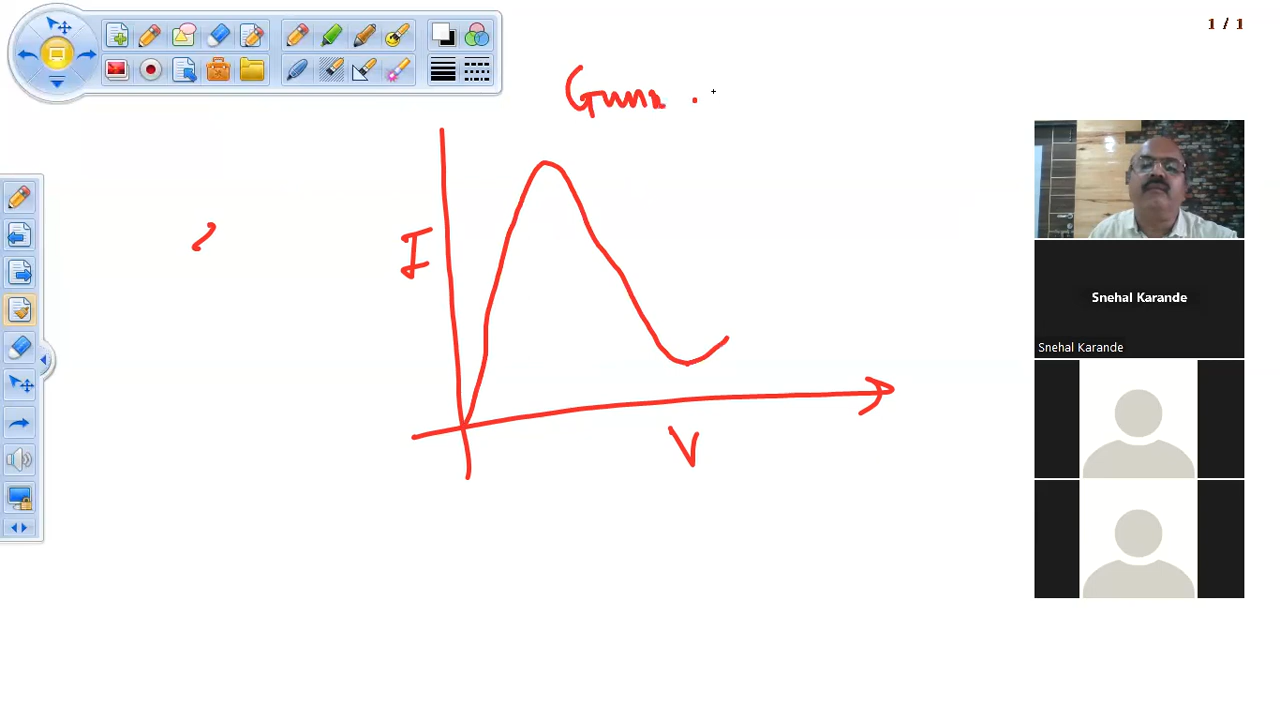 1 / 1
Gunn .
I
V
Snehal Karande
Snehal Karande